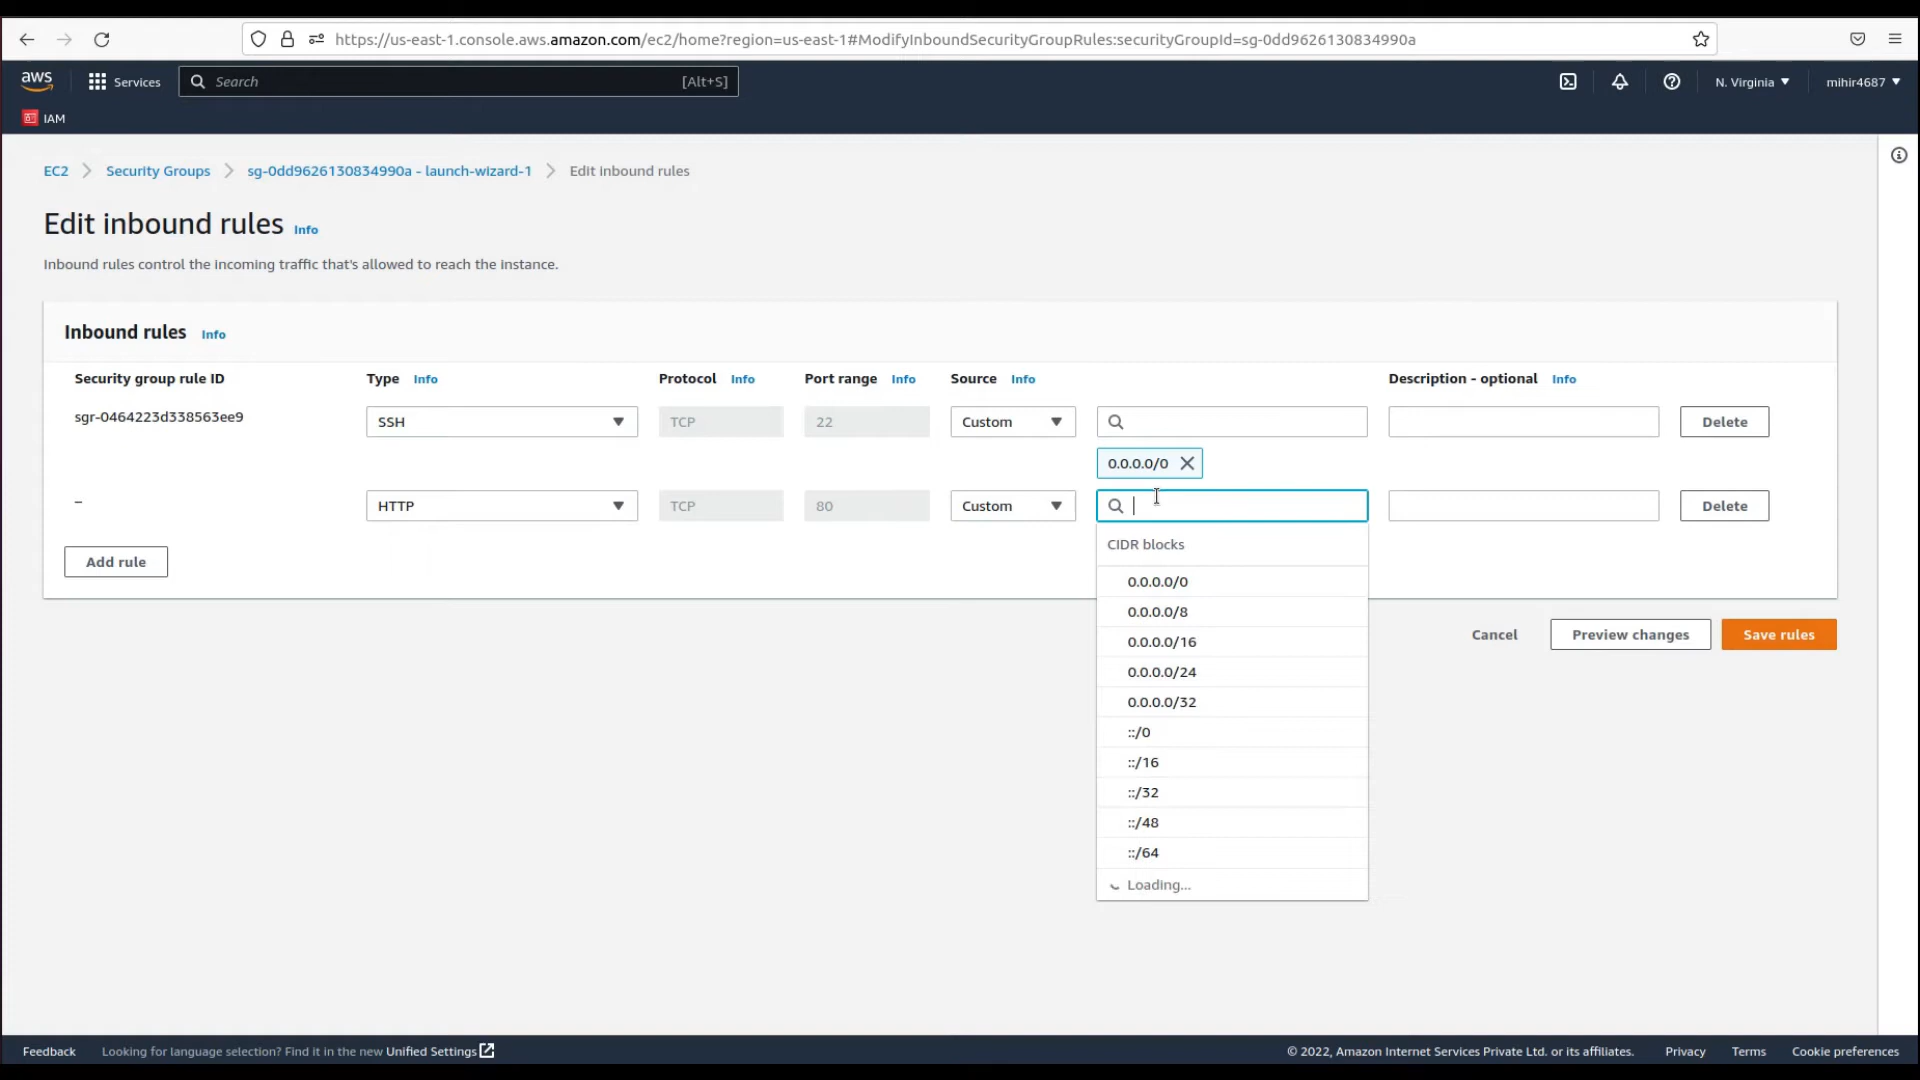 https://us-east-1.console.aws.amazon.com/ec2/home?region=us-east-1#ModifyInboundSecurityGroupRules:securityGroupId=sg-0dd9626130834990a
aws Services Search [Alt+S] N. Virginia mihir4687
IAM
EC2 Security Groups sg-0dd9626130834990a - launch-wizard-1 Edit inbound rules
Edit inbound rules Info
Inbound rules control the incoming traffic that's allowed to reach the instance.
Inbound rules Info
Security group rule ID Type Info Protocol Info Port range Info Source Info Description - optional Info
sgr-0464223d338563ee9 SSH TCP 22 Custom Delete
0.0.0.0/0
– HTTP TCP 80 Custom Delete
CIDR blocks
Add rule
0.0.0.0/0
0.0.0.0/8
Cancel Preview changes Save rules
0.0.0.0/16
0.0.0.0/24
0.0.0.0/32
::/0
::/16
::/32
::/48
::/64
Loading...
Feedback Looking for language selection? Find it in the new Unified Settings © 2022, Amazon Internet Services Private Ltd. or its affiliates. Privacy Terms Cookie preferences